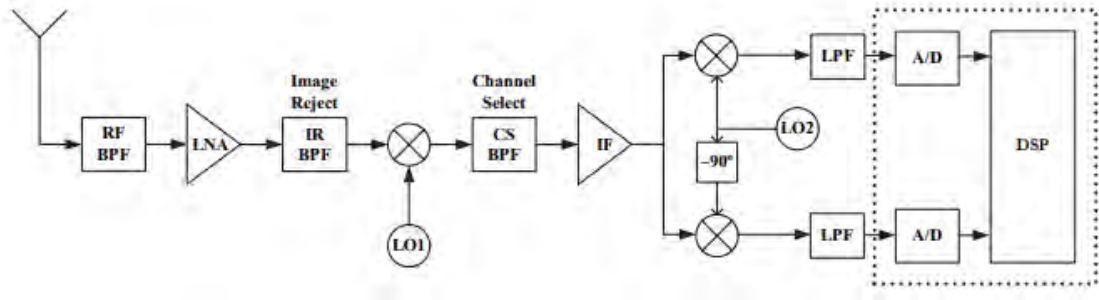 Image
Reject
Channel
Select
RF
BPF
LNA
IR
BPF
LO1
CS
BPF
IF
LO2
−90°
LPF
A/D
LPF
A/D
DSP